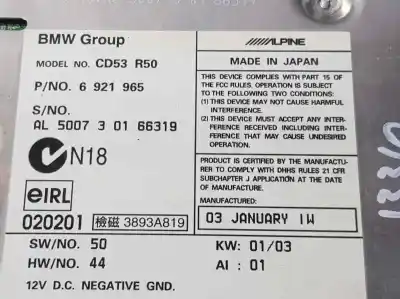 BMW Group
MODEL NO. CD53 R50
P/NO. 6 921 965
S/NO.
AL 5007 3 01 66319
N18
eIRL
020201 檢磁 3893A819
SW/NO. 50
HW/NO. 44
12V D.C. NEGATIVE GND.
ALPINE
MADE IN JAPAN
THIS DEVICE COMPLIES WITH PART 15 OF
THE FCC RULES. OPERATION IS SUBJECT
TO THE FOLLOWING TWO CONDITIONS:
(1) THIS DEVICE MAY NOT CAUSE HARMFUL
INTERFERENCE.
(2) THIS DEVICE MUST ACCEPT ANY INTER-
FERENCE RECEIVED, INCLUDING INTER-
FERENCE THAT MAY CAUSE UNDESIRED
OPERATION.
PRODUCT IS CERTIFIED BY THE MANUFACTU-
RER TO COMPLY WITH DHHS RULES 21 CFR
SUBCHAPTER J APPLICATION AT THE DATE
OF MANUFACTURE.
03 JANUARY IW
KW: 01/03
AI : 01